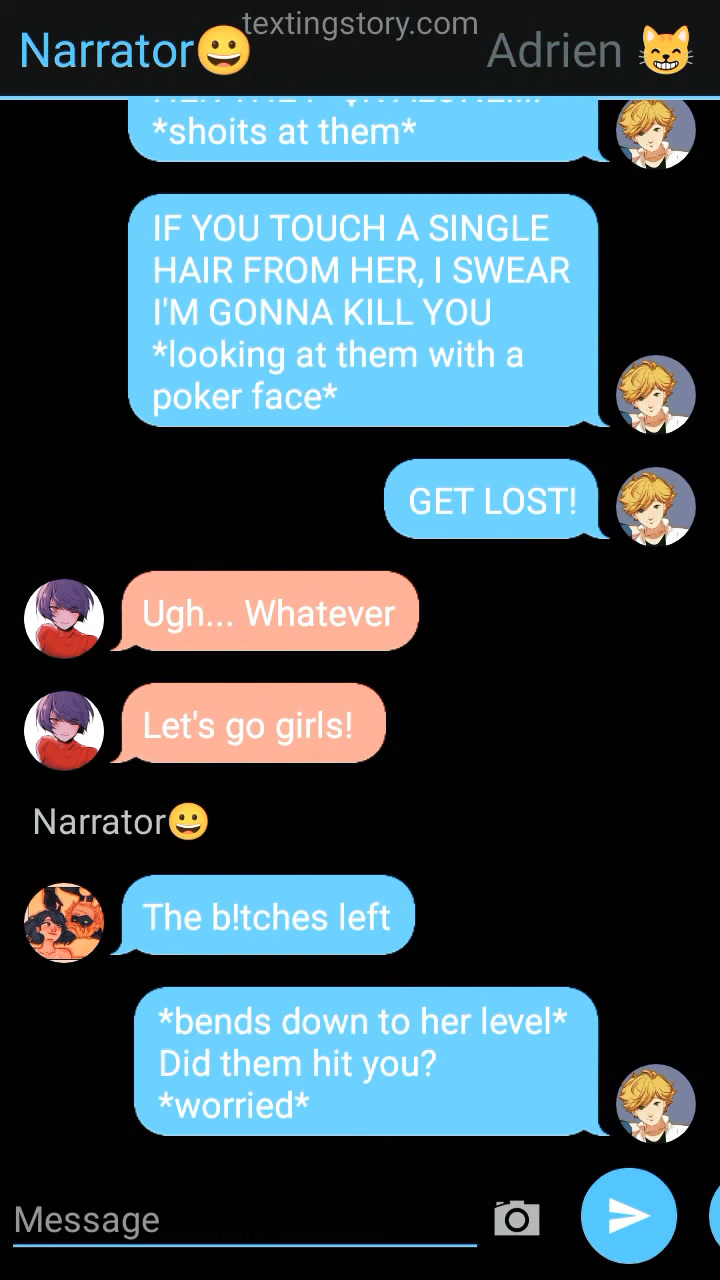 textingstory.com
Narrator😀
Adrien 😸
*shoits at them*
IF YOU TOUCH A SINGLE
HAIR FROM HER, I SWEAR
I'M GONNA KILL YOU
*looking at them with a
poker face*
GET LOST!
Ugh... Whatever
Let's go girls!
Narrator😀
The b!tches left
*bends down to her level*
Did them hit you?
*worried*
Message